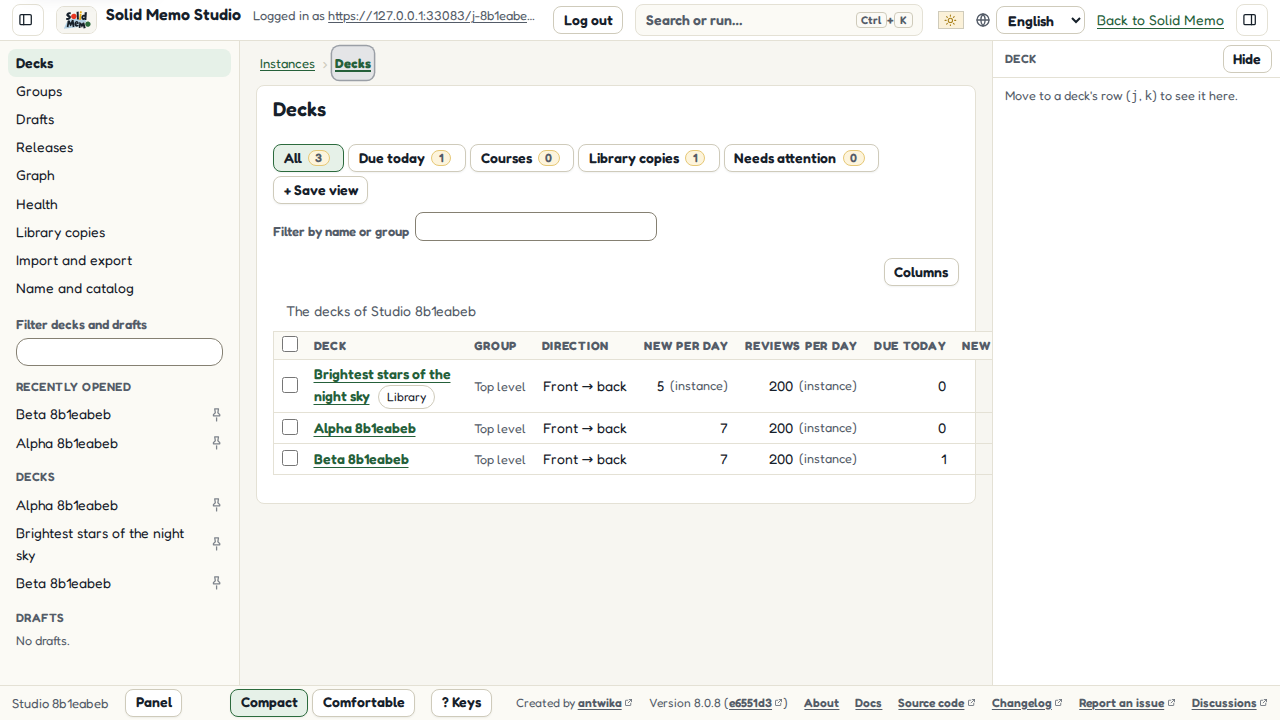 Solid Memo Studio
Logged in as https://127.0.0.1:33083/j-8b1eabe...
Log out
Search or run...
Ctrl+K
English
Back to Solid Memo
Decks
Groups
Drafts
Releases
Graph
Health
Library copies
Import and export
Name and catalog
Filter decks and drafts
RECENTLY OPENED
Beta 8b1eabeb
Alpha 8b1eabeb
DECKS
Alpha 8b1eabeb
Brightest stars of the night
sky
Beta 8b1eabeb
DRAFTS
No drafts.
Instances › Decks
Decks
All 3
Due today 1
Courses 0
Library copies 1
Needs attention 0
+ Save view
Filter by name or group
Columns
The decks of Studio 8b1eabeb
DECK GROUP DIRECTION NEW PER DAY REVIEWS PER DAY DUE TODAY NEW
Brightest stars of the
night sky Library Top level Front → back 5 (instance) 200 (instance) 0
Alpha 8b1eabeb Top level Front → back 7 200 (instance) 0
Beta 8b1eabeb Top level Front → back 7 200 (instance) 1
DECK
Hide
Move to a deck's row (j, k) to see it here.
Studio 8b1eabeb
Panel
Compact
Comfortable
? Keys
Created by antwika
Version 8.0.8 (e6551d3)
About
Docs
Source code
Changelog
Report an issue
Discussions